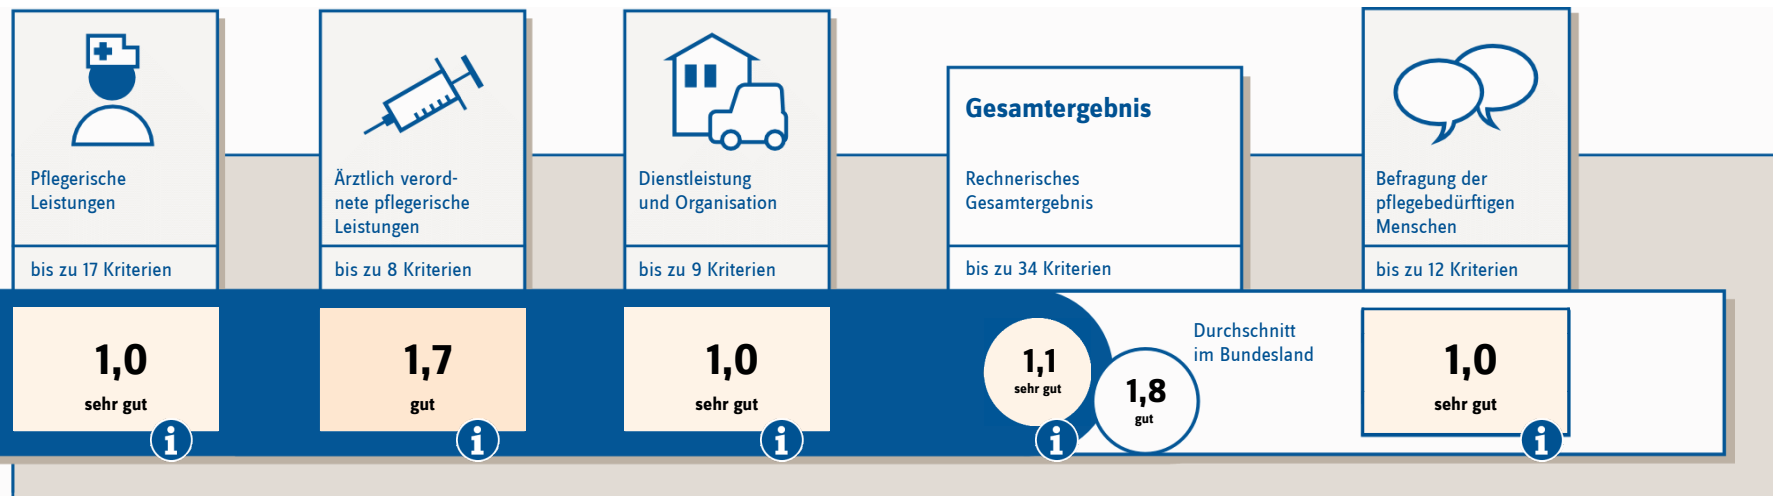 Pflegerische
Leistungen
bis zu 17 Kriterien
1,0
sehr gut
i
Ärztlich verord-
nete pflegerische
Leistungen
bis zu 8 Kriterien
1,7
gut
i
Dienstleistung
und Organisation
bis zu 9 Kriterien
1,0
sehr gut
i
Gesamtergebnis
Rechnerisches
Gesamtergebnis
bis zu 34 Kriterien
1,1
sehr gut
i
1,8
gut
Durchschnitt
im Bundesland
Befragung der
pflegebedürftigen
Menschen
bis zu 12 Kriterien
1,0
sehr gut
i